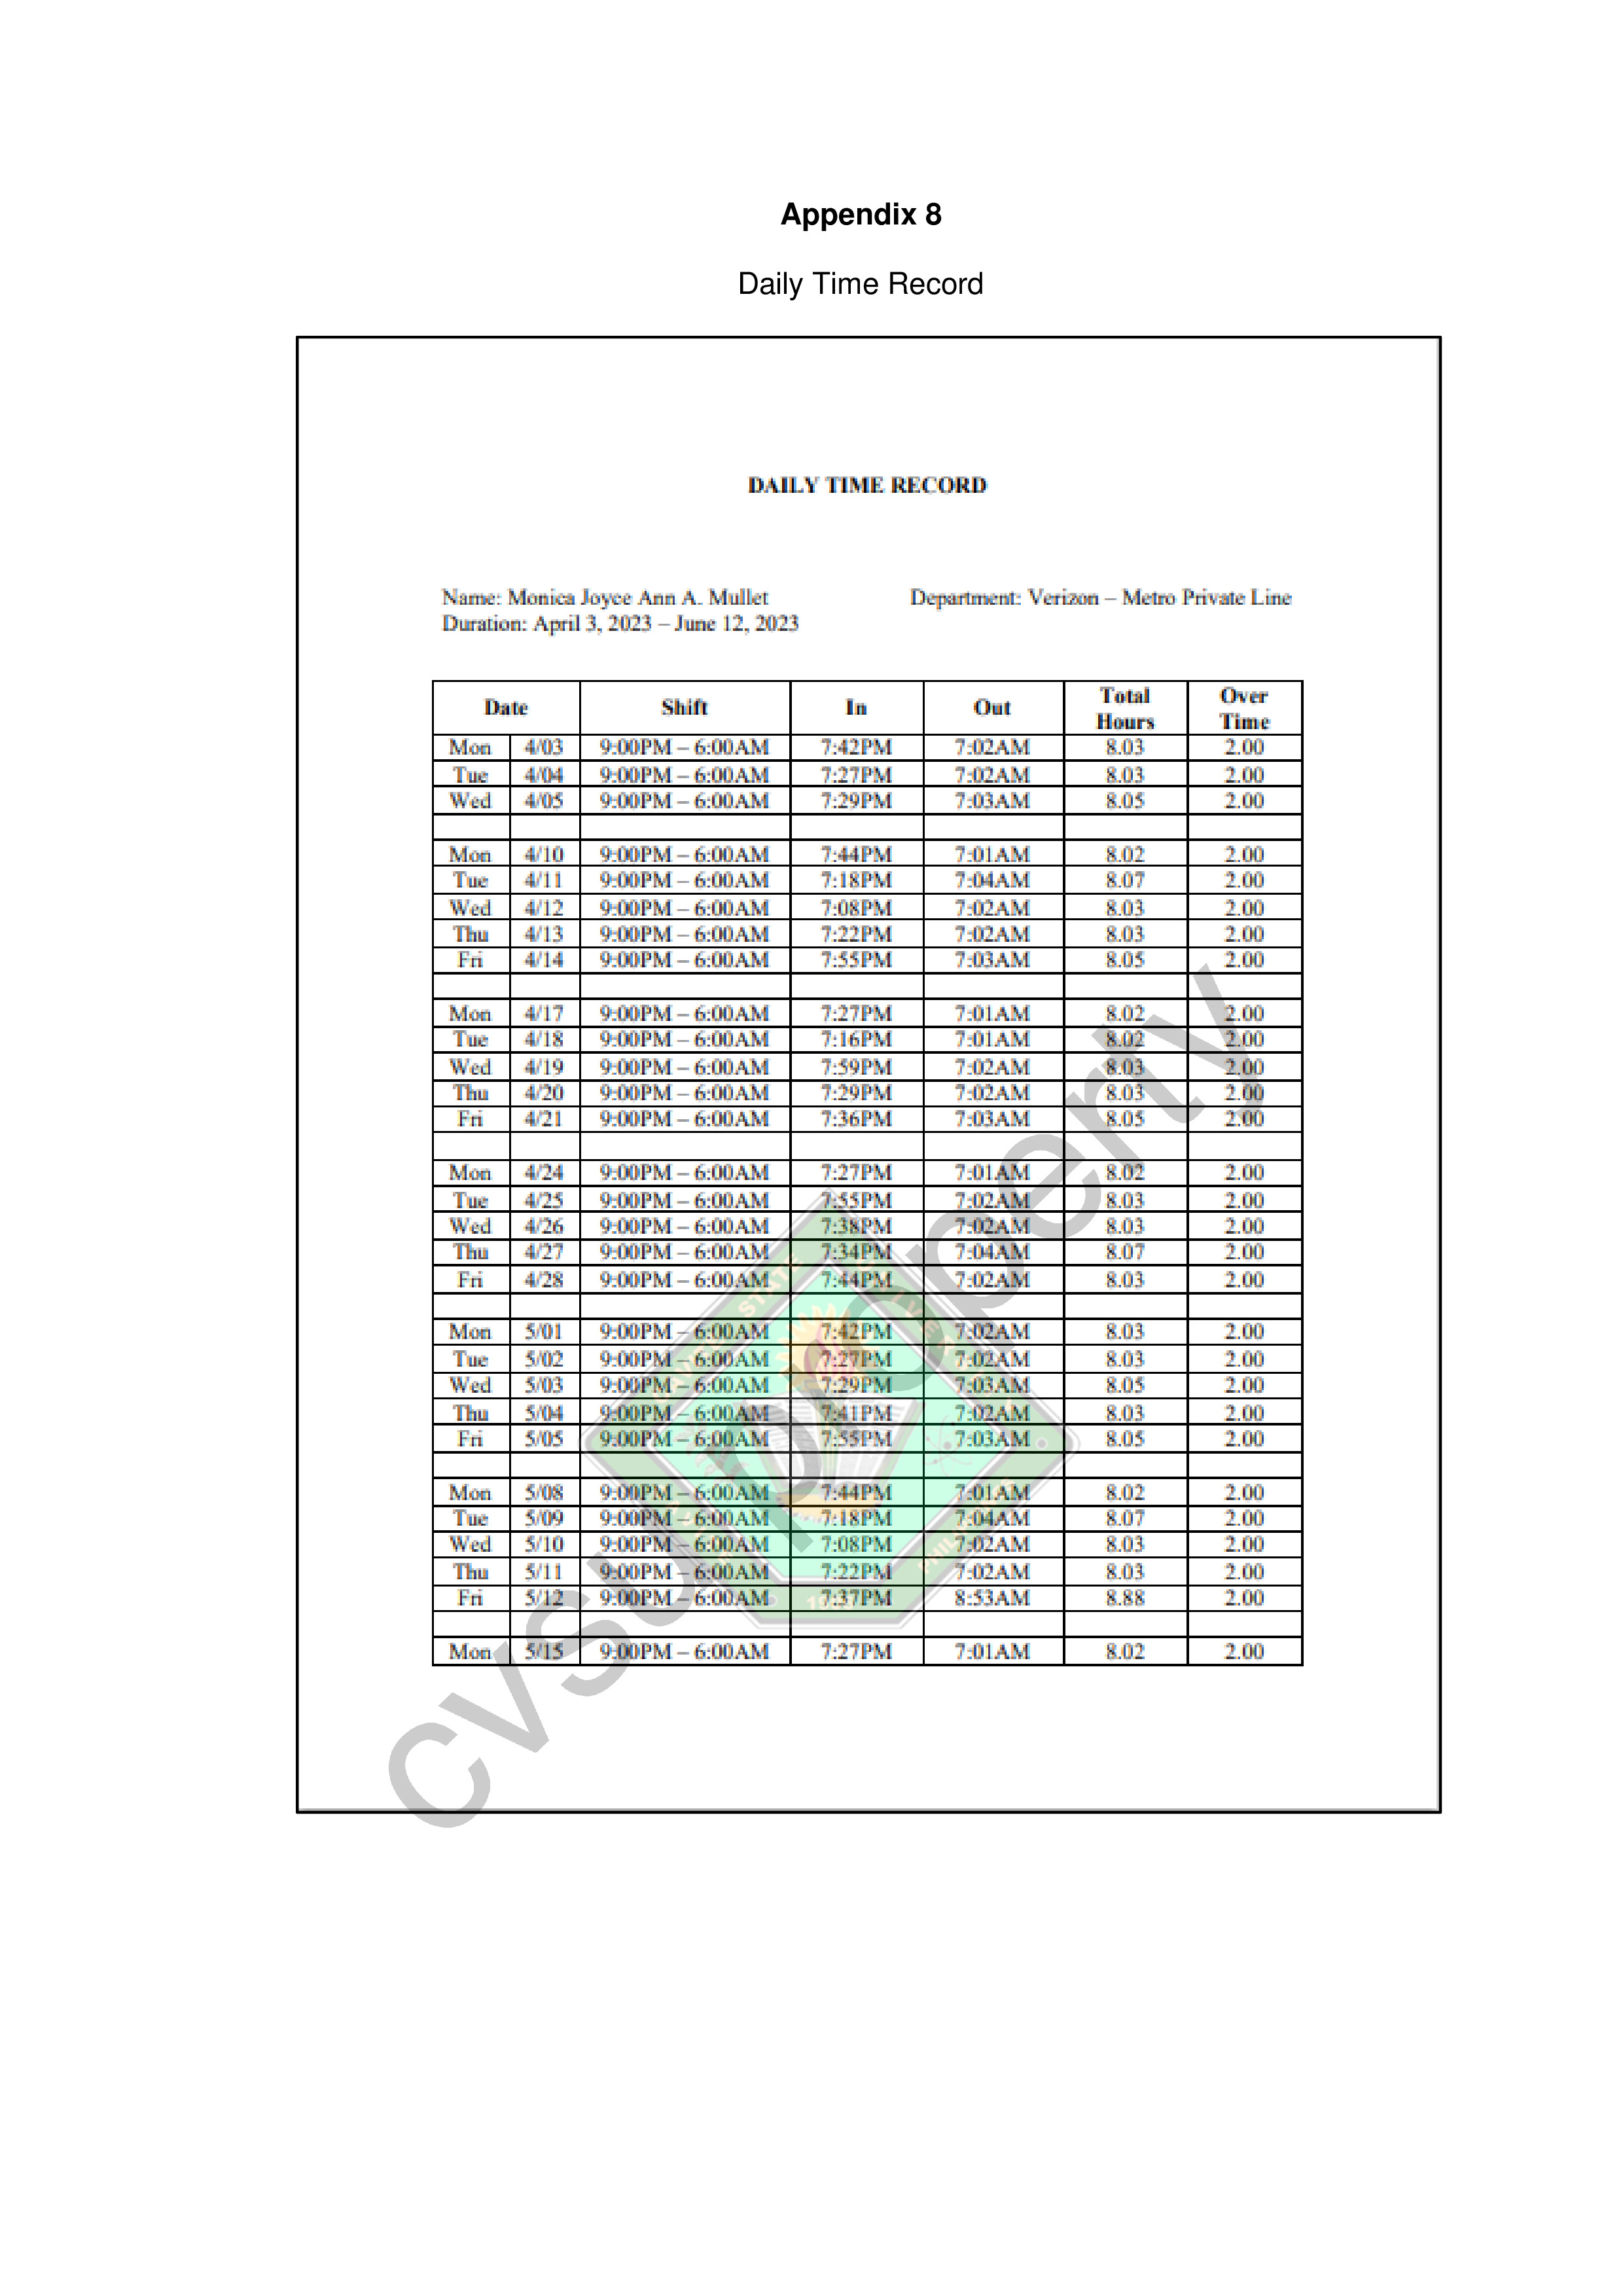 Appendix 8
Daily Time Record
DAILY TIME RECORD
Name: Monica Joyce Ann A. Mullet Department: Verizon – Metro Private Line
Duration: April 3, 2023 – June 12, 2023
Date Shift In Out Total Hours Over Time
Mon 4/03 9:00PM – 6:00AM 7:42PM 7:02AM 8.03 2.00
Tue 4/04 9:00PM – 6:00AM 7:27PM 7:02AM 8.03 2.00
Wed 4/05 9:00PM – 6:00AM 7:29PM 7:03AM 8.05 2.00
Mon 4/10 9:00PM – 6:00AM 7:44PM 7:01AM 8.02 2.00
Tue 4/11 9:00PM – 6:00AM 7:18PM 7:04AM 8.07 2.00
Wed 4/12 9:00PM – 6:00AM 7:08PM 7:02AM 8.03 2.00
Thu 4/13 9:00PM – 6:00AM 7:22PM 7:02AM 8.03 2.00
Fri 4/14 9:00PM – 6:00AM 7:55PM 7:03AM 8.05 2.00
Mon 4/17 9:00PM – 6:00AM 7:27PM 7:01AM 8.02 2.00
Tue 4/18 9:00PM – 6:00AM 7:16PM 7:01AM 8.02 2.00
Wed 4/19 9:00PM – 6:00AM 7:59PM 7:02AM 8.03 2.00
Thu 4/20 9:00PM – 6:00AM 7:29PM 7:02AM 8.03 2.00
Fri 4/21 9:00PM – 6:00AM 7:36PM 7:03AM 8.05 2.00
Mon 4/24 9:00PM – 6:00AM 7:27PM 7:01AM 8.02 2.00
Tue 4/25 9:00PM – 6:00AM 7:55PM 7:02AM 8.03 2.00
Wed 4/26 9:00PM – 6:00AM 7:38PM 7:02AM 8.03 2.00
Thu 4/27 9:00PM – 6:00AM 7:34PM 7:04AM 8.07 2.00
Fri 4/28 9:00PM – 6:00AM 7:44PM 7:02AM 8.03 2.00
Mon 5/01 9:00PM – 6:00AM 7:42PM 7:02AM 8.03 2.00
Tue 5/02 9:00PM – 6:00AM 7:27PM 7:02AM 8.03 2.00
Wed 5/03 9:00PM – 6:00AM 7:29PM 7:03AM 8.05 2.00
Thu 5/04 9:00PM – 6:00AM 7:41PM 7:02AM 8.03 2.00
Fri 5/05 9:00PM – 6:00AM 7:55PM 7:03AM 8.05 2.00
Mon 5/08 9:00PM – 6:00AM 7:44PM 7:01AM 8.02 2.00
Tue 5/09 9:00PM – 6:00AM 7:18PM 7:04AM 8.07 2.00
Wed 5/10 9:00PM – 6:00AM 7:08PM 7:02AM 8.03 2.00
Thu 5/11 9:00PM – 6:00AM 7:22PM 7:02AM 8.03 2.00
Fri 5/12 9:00PM – 6:00AM 7:37PM 8:53AM 8.88 2.00
Mon 5/15 9:00PM – 6:00AM 7:27PM 7:01AM 8.02 2.00
cvsu property